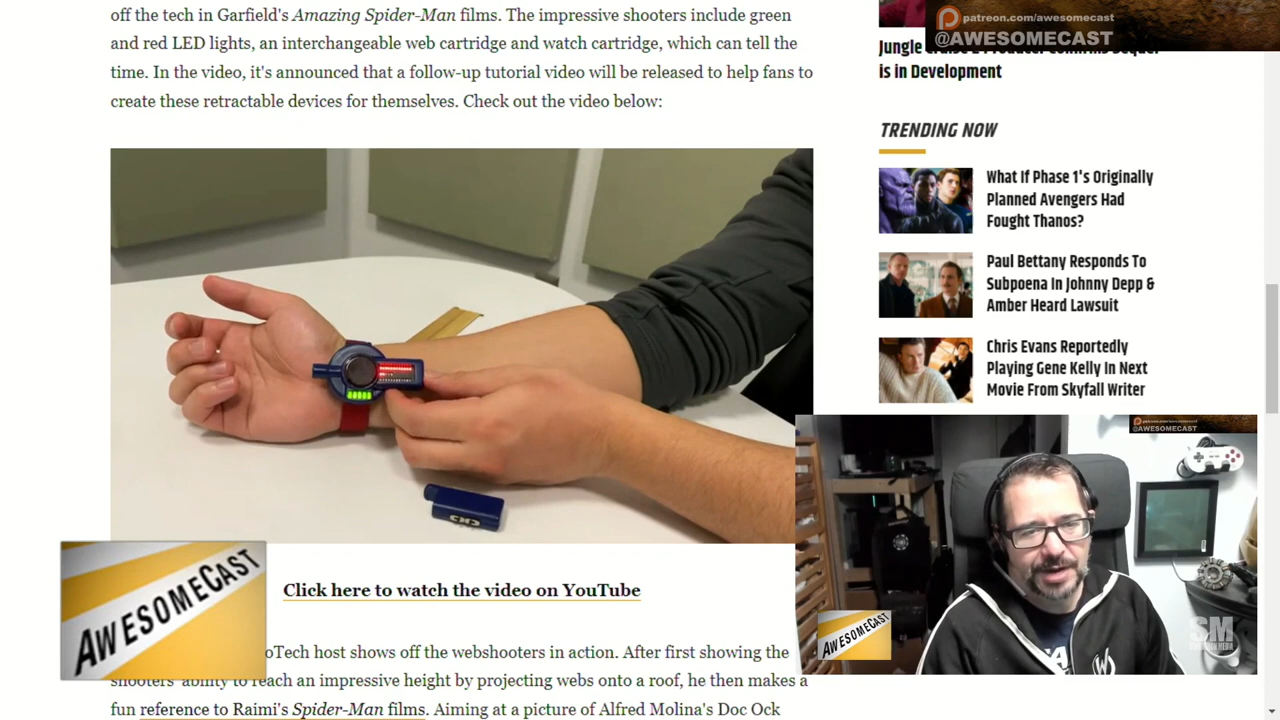 off the tech in Garfield's Amazing Spider-Man films. The impressive shooters include green
and red LED lights, an interchangeable web cartridge and watch cartridge, which can tell the
time. In the video, it's announced that a follow-up tutorial video will be released to help fans to
create these retractable devices for themselves. Check out the video below:
Click here to watch the video on YouTube
oTech host shows off the webshooters in action. After first showing the
shooters' ability to reach an impressive height by projecting webs onto a roof, he then makes a
fun reference to Raimi's Spider-Man films. Aiming at a picture of Alfred Molina's Doc Ock
AWESOMECAST
patreon.com/awesomecast
@AWESOMECAST
is in Development
TRENDING NOW
What If Phase 1's Originally
Planned Avengers Had
Fought Thanos?
Paul Bettany Responds To
Subpoena In Johnny Depp &
Amber Heard Lawsuit
Chris Evans Reportedly
Playing Gene Kelly In Next
Movie From Skyfall Writer
@AWESOMECAST
AWESOMECAST
SM